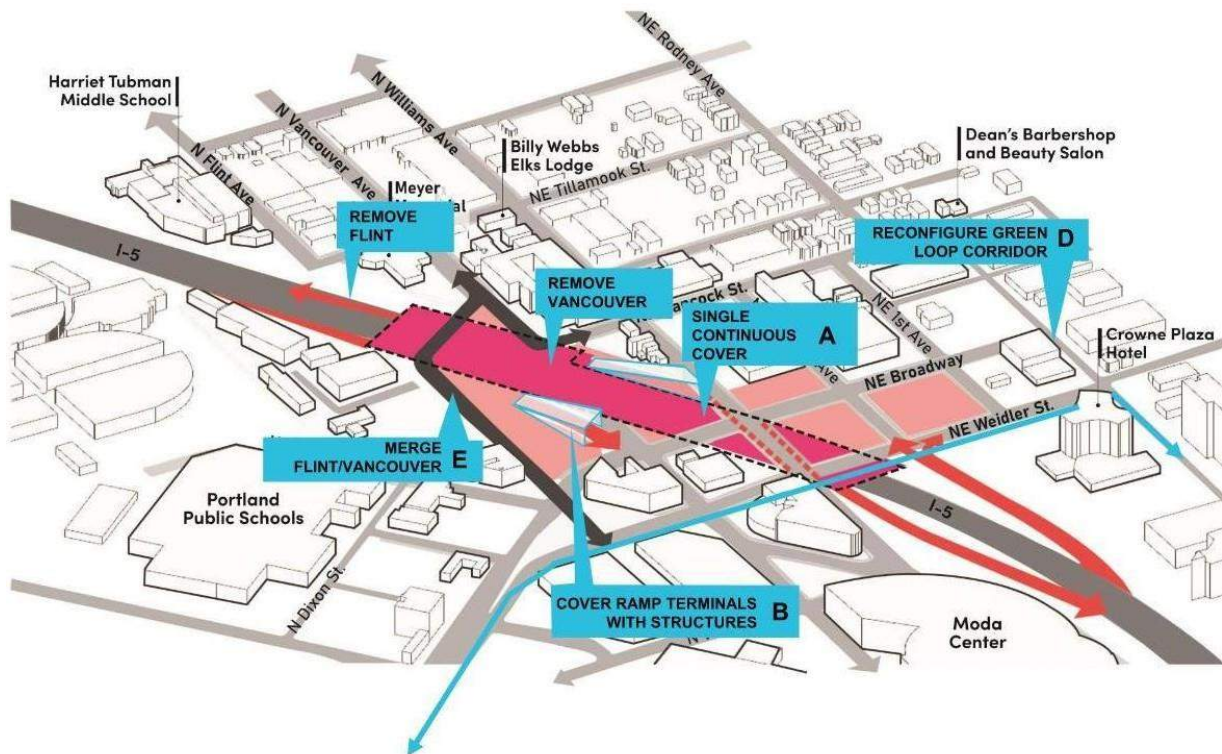 NE Rodney Ave
Harriet Tubman
Middle School
N Williams Ave
N Vancouver Ave
N Flint Ave
Billy Webbs
Elks Lodge
Dean's Barbershop
and Beauty Salon
NE Tillamook St.
Meyer
REMOVE
FLINT
RECONFIGURE GREEN
LOOP CORRIDOR D
I-5
REMOVE
VANCOUVER
SINGLE
CONTINUOUS
COVER A
St.
NE 1st Ave
Ave
Crowne Plaza
Hotel
NE Broadway
NE Weidler St.
MERGE
FLINT/VANCOUVER E
Portland
Public Schools
I-5
N Dixon St.
COVER RAMP TERMINALS
WITH STRUCTURES B
Moda
Center